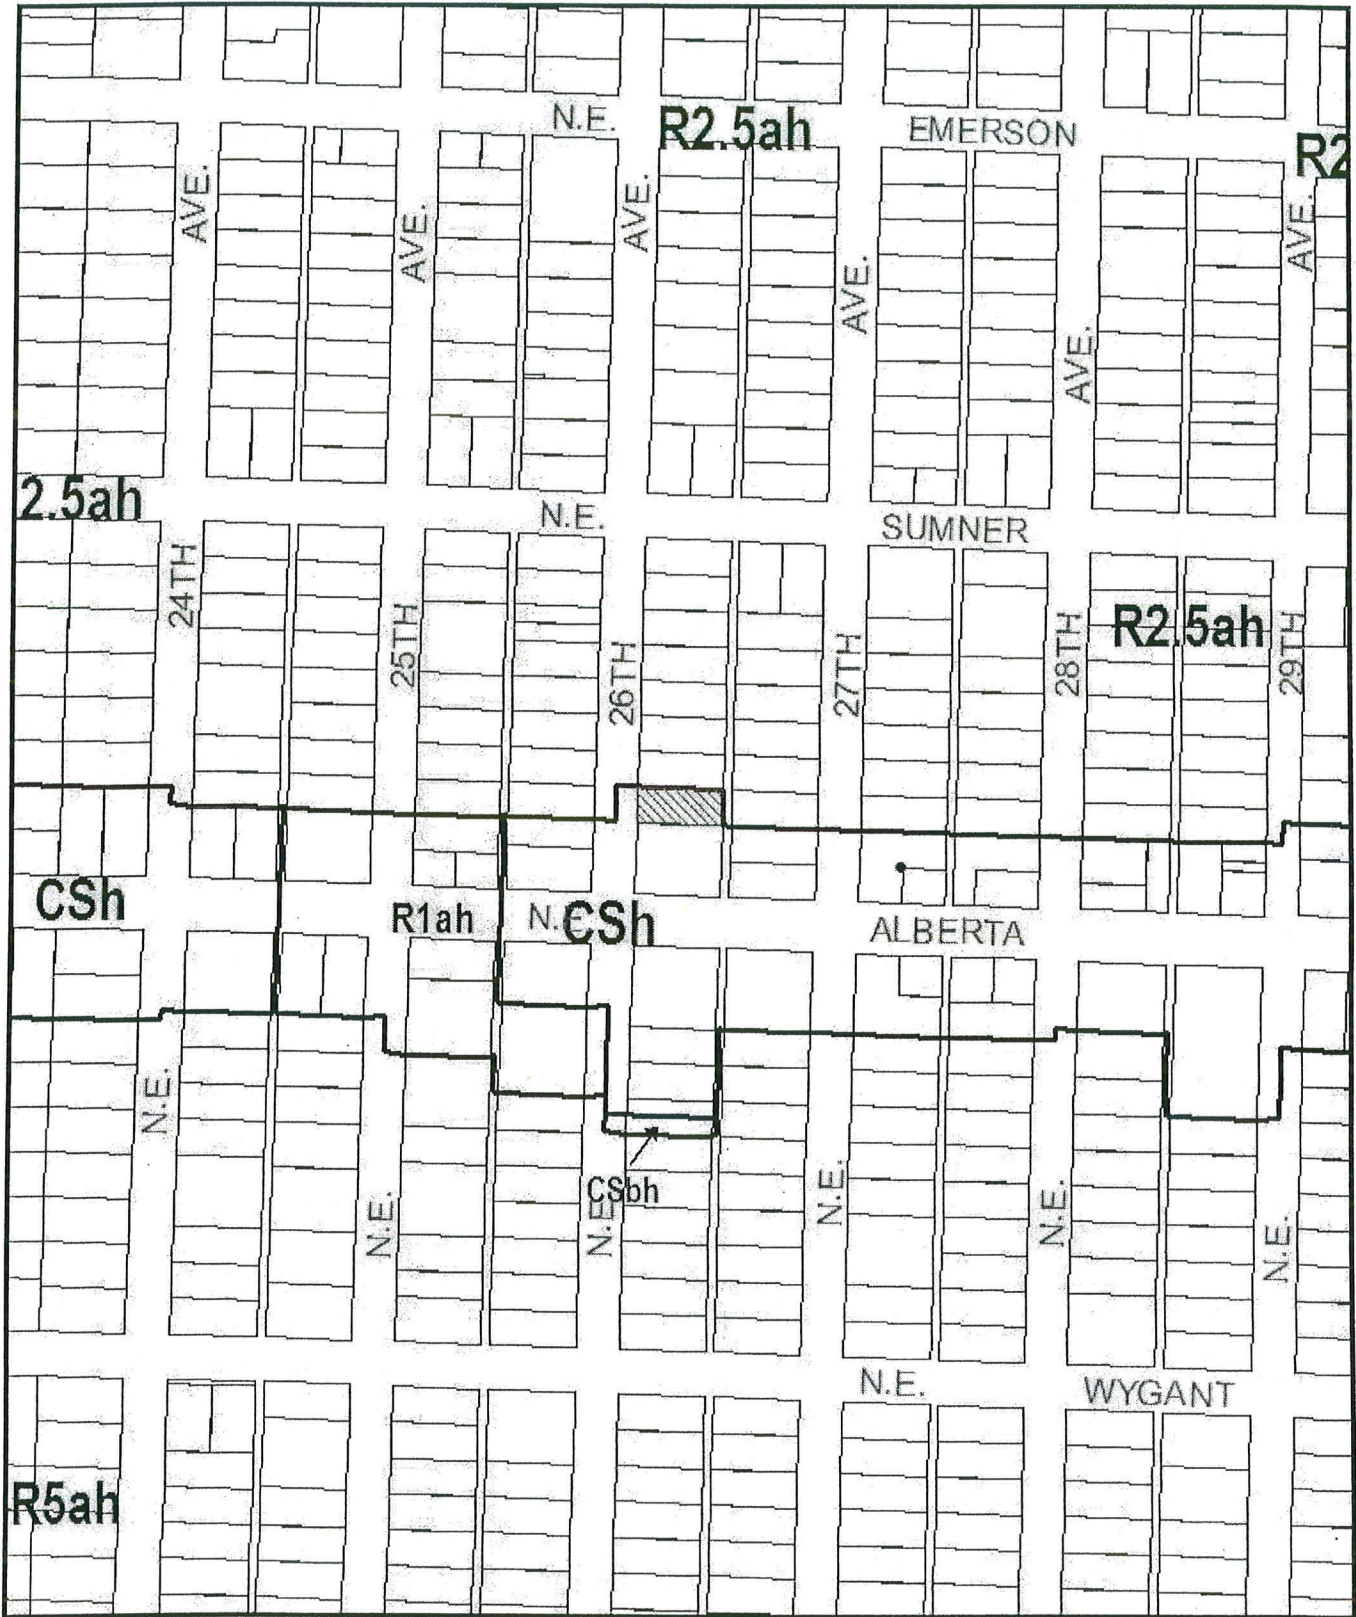 N.E.
R2.5ah
EMERSON
R2
AVE.
AVE.
AVE.
AVE.
AVE.
AVE.
2.5ah
N.E.
SUMNER
24TH
25TH
26TH
27TH
28TH
R2.5ah
29TH
CSh
R1ah
N.E.
CSh
ALBERTA
N.E.
N.E.
CSbh
N.E.
N.E.
N.E.
N.E.
N.E.
WYGANT
R5ah